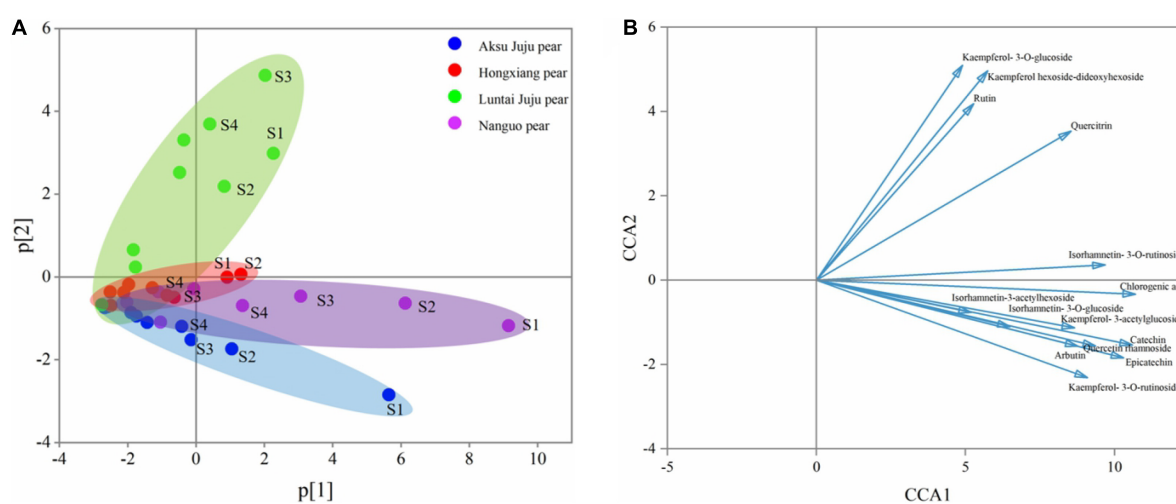 A
6
4
2
0
-2
-4
-4
-2
0
2
4
6
8
10
p[2]
p[1]
Aksu Juju pear
Hongxiang pear
Luntai Juju pear
Nanguo pear
S3
S4
S1
S2
S1
S2
S4
S3
S4
S3
S2
S1
S4
S3
S2
S1
B
6
4
2
0
-2
-4
-5
0
5
10
CCA2
CCA1
Kaempferol- 3-O-glucoside
Kaempferol hexoside-dideoxyhexoside
Rutin
Quercitrin
Isorhamnetin- 3-O-rutinosi
Chlorogenic a
Isorhamnetin-3-acetylhexoside
Isorhamnetin- 3-O-glucoside
Kaempferol- 3-acetylglucosid
Catechin
Quercetin rhamnoside
Arbutin
Epicatechin
Kaempferol- 3-O-rutinosid